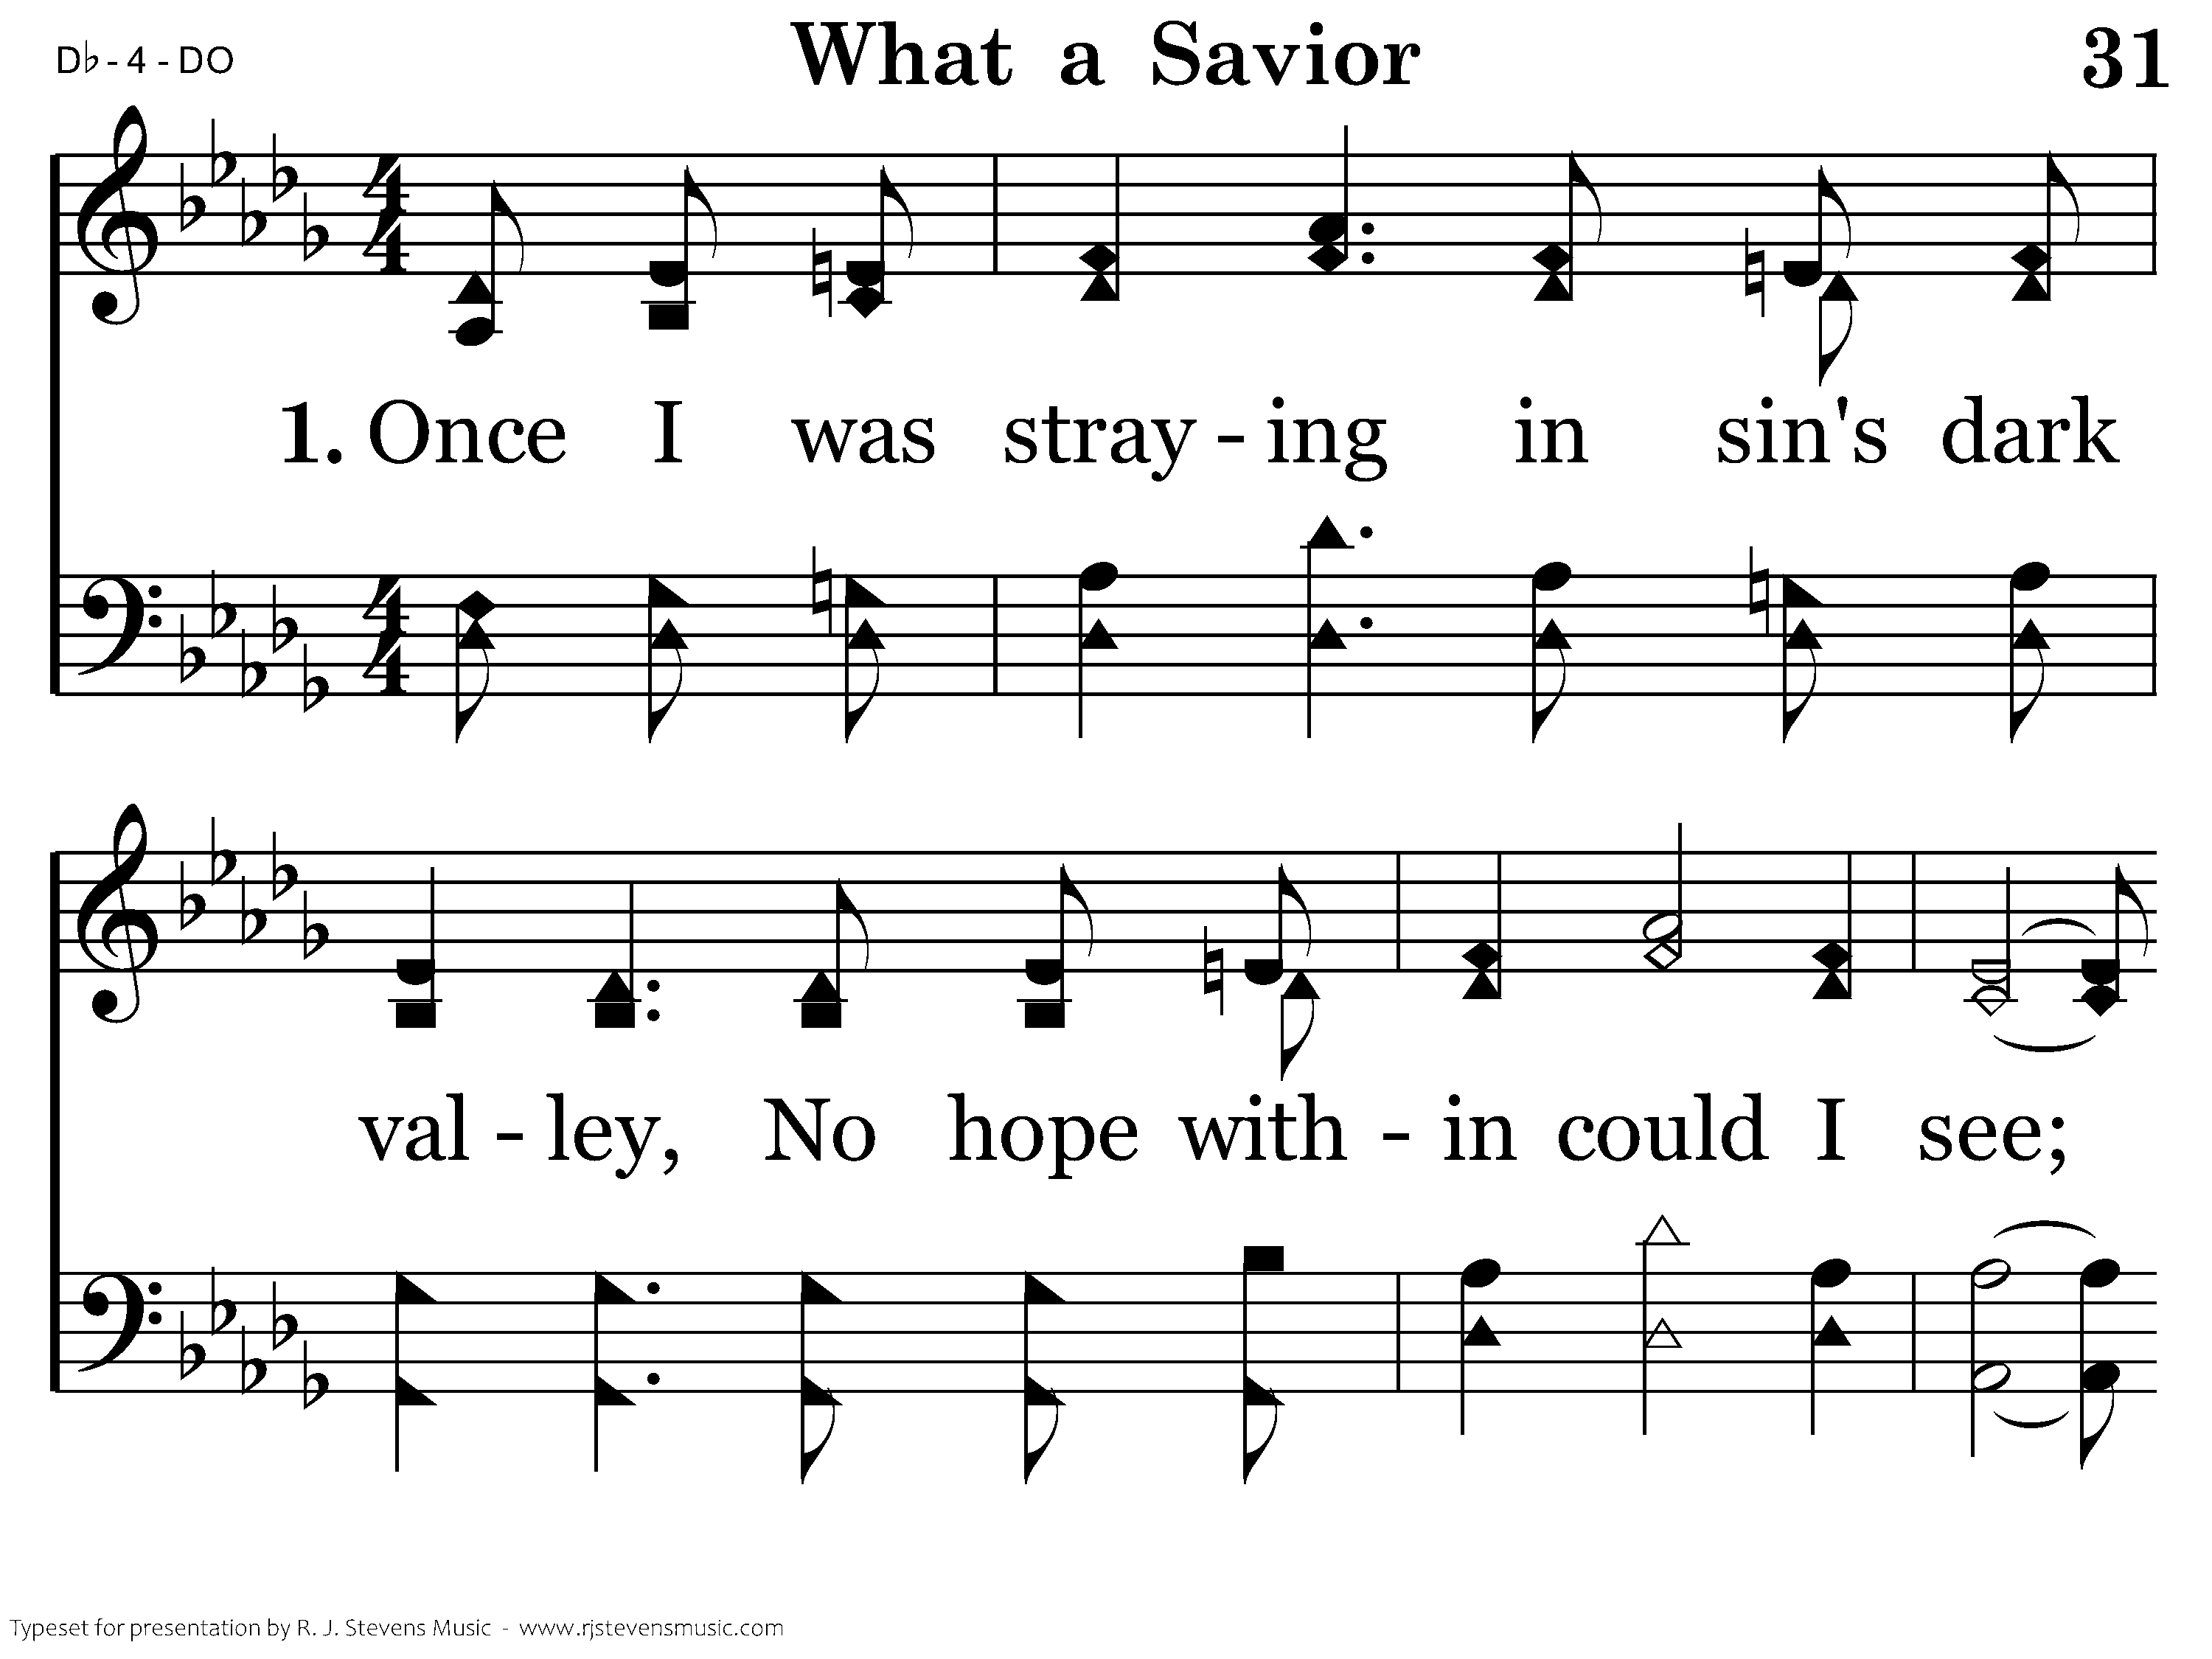 D♭ - 4 - DO
What a Savior
31
1. Once I was stray - ing in sin's dark
val - ley, No hope with - in could I see;
Typeset for presentation by R. J. Stevens Music - www.rjstevensmusic.com